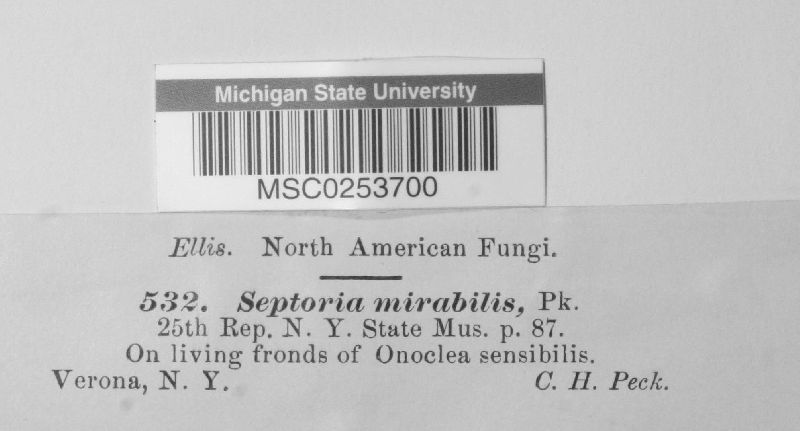 Michigan State University
MSC0253700
Ellis. North American Fungi.
532. Septoria mirabilis, Pk.
25th Rep. N. Y. State Mus. p. 87.
On living fronds of Onoclea sensibilis.
Verona, N. Y. C. H. Peck.